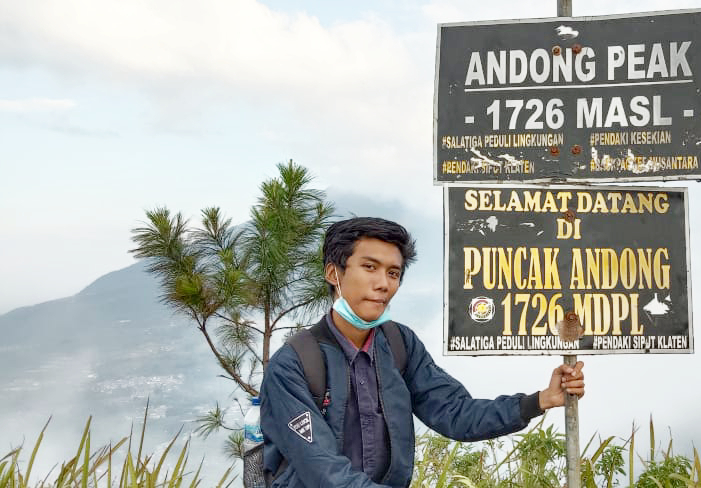 ANDONG PEAK
- 1726 MASL -
#SALATIGA PEDULI LINGKUNGAN #PENDAKI KESEKIAN
#PENDAKI SIPUT KLATEN NUSANTARA
SELAMAT DATANG
DI
PUNCAK ANDONG
1726 MDPL
#SALATIGA PEDULI LINGKUNGAN #PENDAKI SIPUT KLATEN